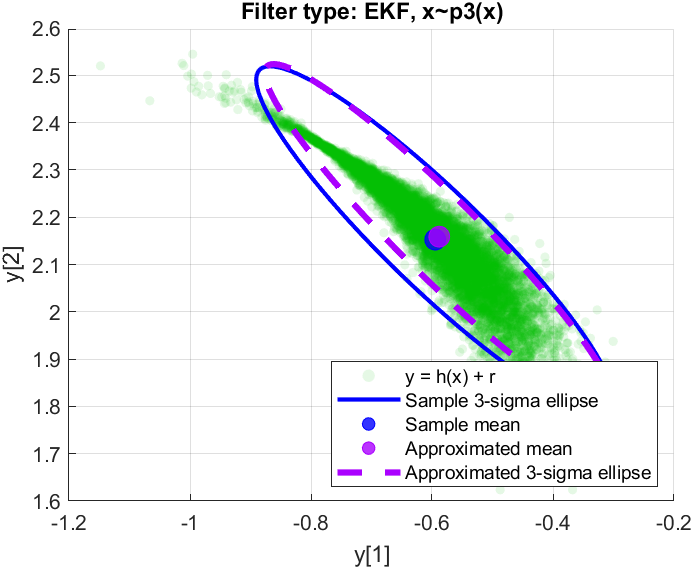 Filter type: EKF, x~p3(x)
2.6
2.5
2.4
2.3
2.2
2.1
2
1.9
1.8
1.7
1.6
y[2]
y = h(x) + r
Sample 3-sigma ellipse
Sample mean
Approximated mean
Approximated 3-sigma ellipse
-1.2 -1 -0.8 -0.6 -0.4 -0.2
y[1]